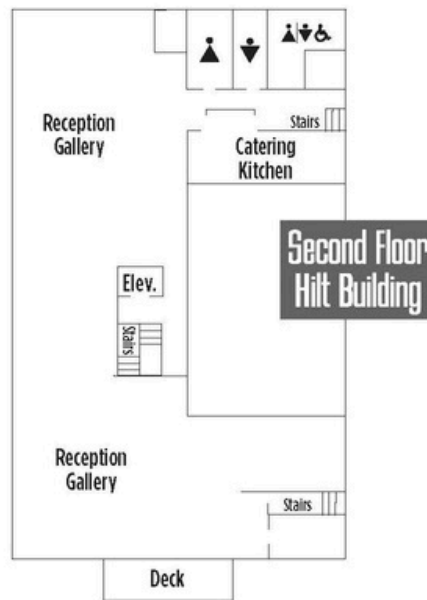 Reception
Gallery
Stairs
Catering
Kitchen
Second Floor
Hilt Building
Elev.
Stairs
Reception
Gallery
Stairs
Deck